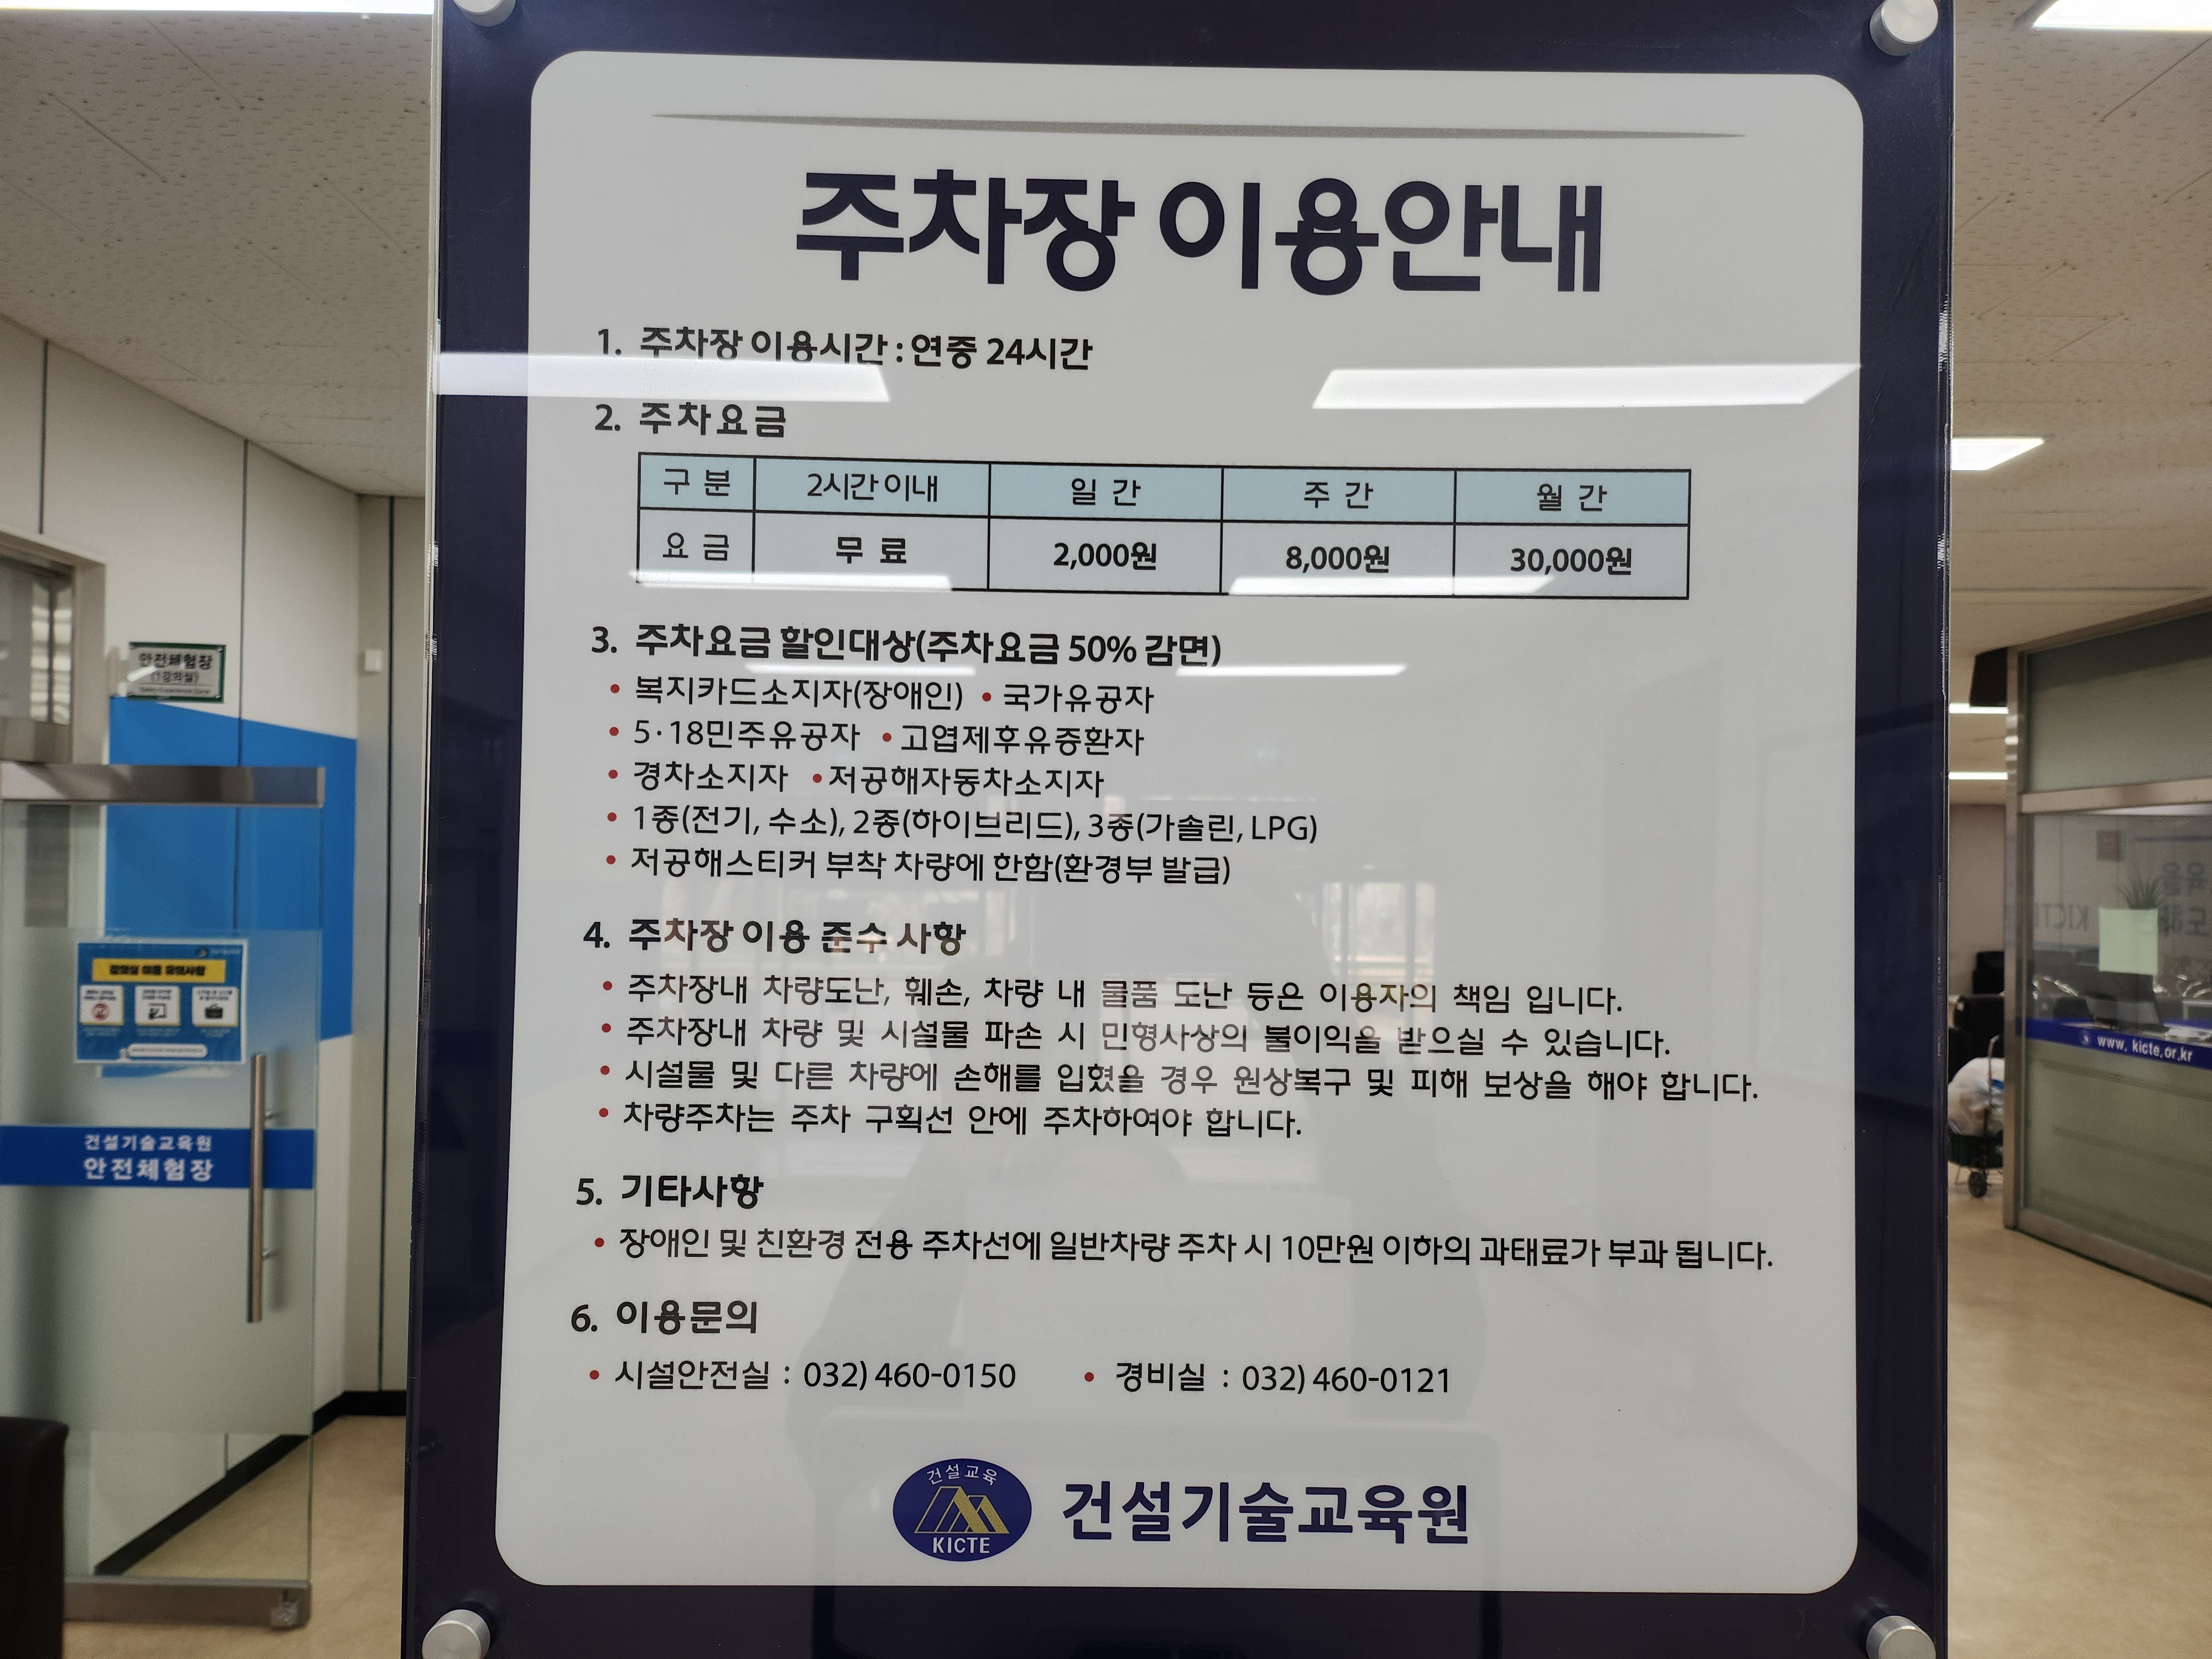 주차장 이용안내
1. 주차장 이용시간 : 연중 24시간
2. 주차요금
구 분 2시간 이내 일 간 주 간 월 간
요 금 무 료 2,000원 8,000원 30,000원
3. 주차요금 할인대상(주차요금 50% 감면)
• 복지카드소지자(장애인) • 국가유공자
• 5·18민주유공자 • 고엽제후유증환자
• 경차소지자 • 저공해자동차소지자
• 1종(전기, 수소), 2종(하이브리드), 3종(가솔린, LPG)
• 저공해스티커 부착 차량에 한함(환경부 발급)
4. 주차장 이용 준수 사항
• 주차장내 차량도난, 훼손, 차량 내 물품 도난 등은 이용자의 책임 입니다.
• 주차장내 차량 및 시설물 파손 시 민형사상의 불이익을 받으실 수 있습니다.
• 시설물 및 다른 차량에 손해를 입혔을 경우 원상복구 및 피해 보상을 해야 합니다.
• 차량주차는 주차 구획선 안에 주차하여야 합니다.
5. 기타사항
• 장애인 및 친환경 전용 주차선에 일반차량 주차 시 10만원 이하의 과태료가 부과 됩니다.
6. 이용문의
• 시설안전실 : 032) 460-0150 • 경비실 : 032) 460-0121
건설교육
KICTE
건설기술교육원
안전체험장
(1강의실)
건설기술교육원
안전체험장
www.kicte.or.kr